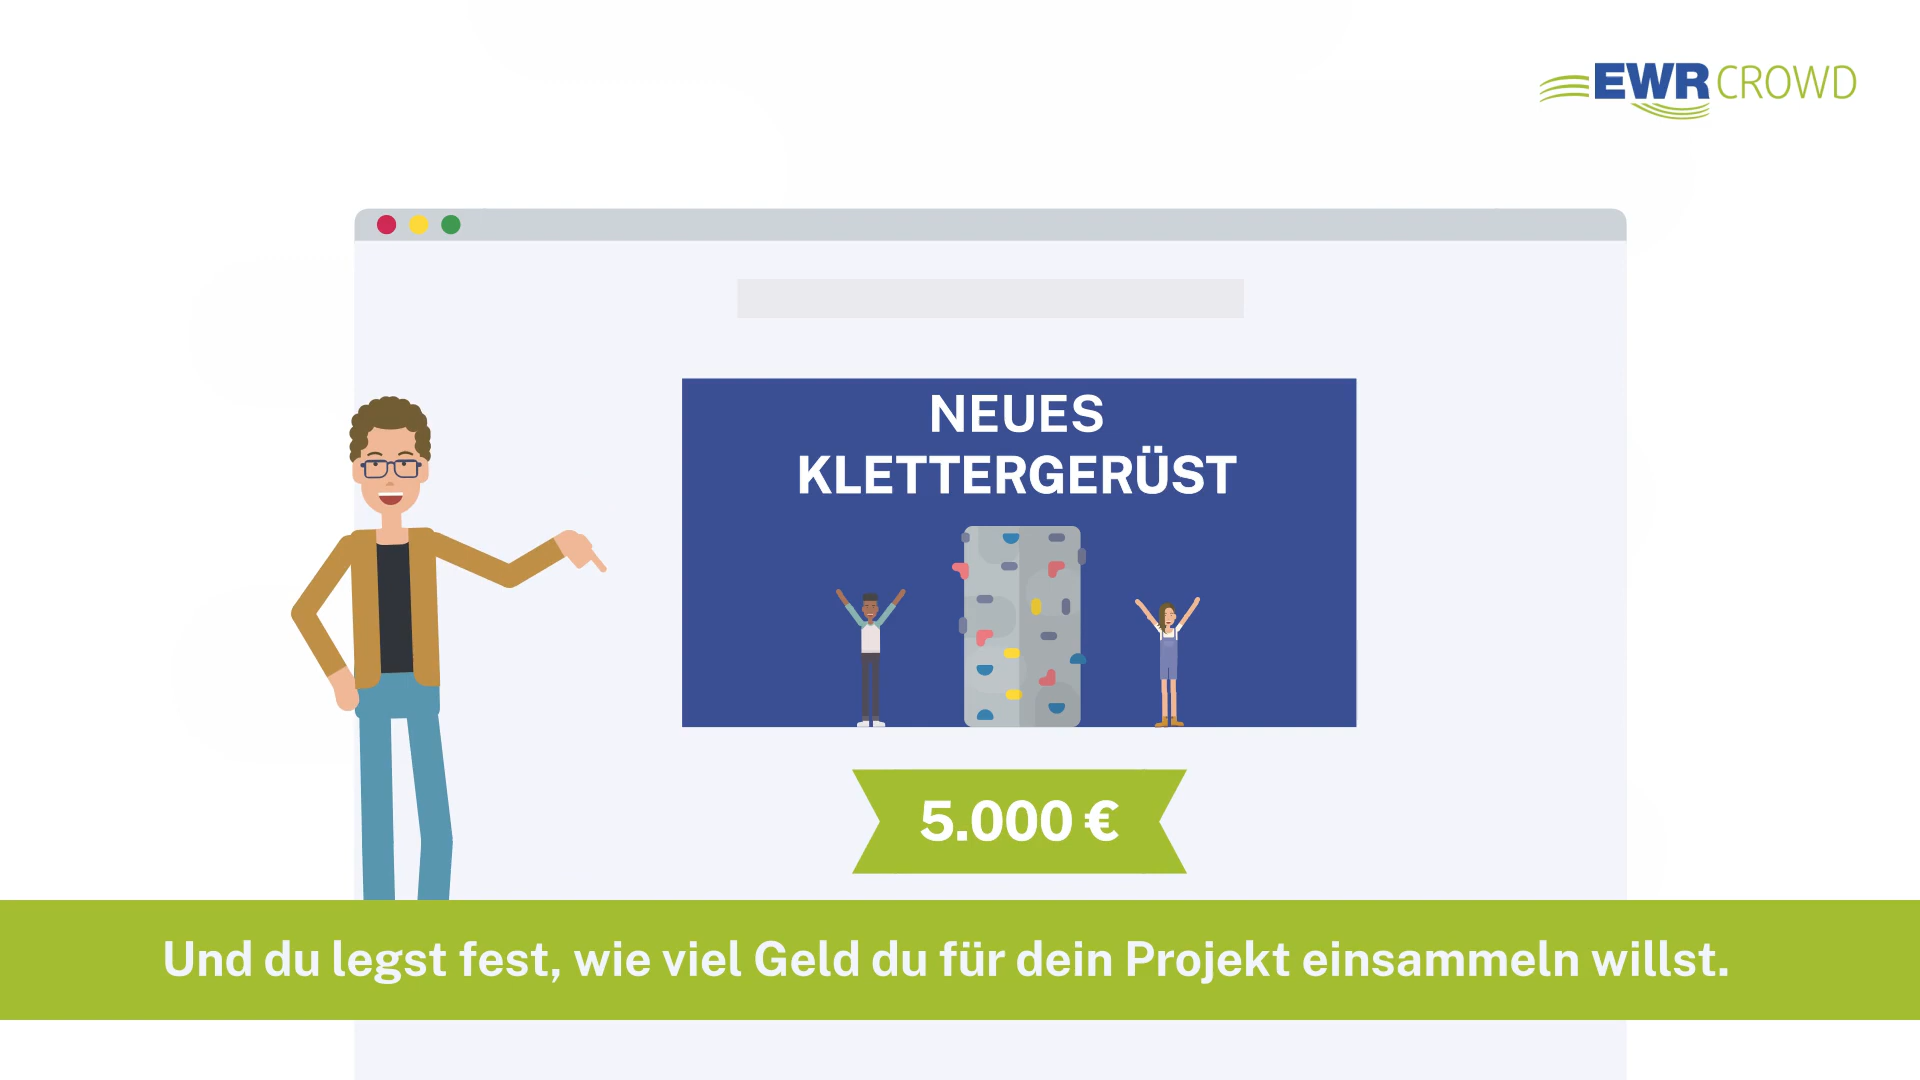 EWR CROWD
NEUES
KLETTERGERÜST
5.000 €
Und du legst fest, wie viel Geld du für dein Projekt einsammeln willst.